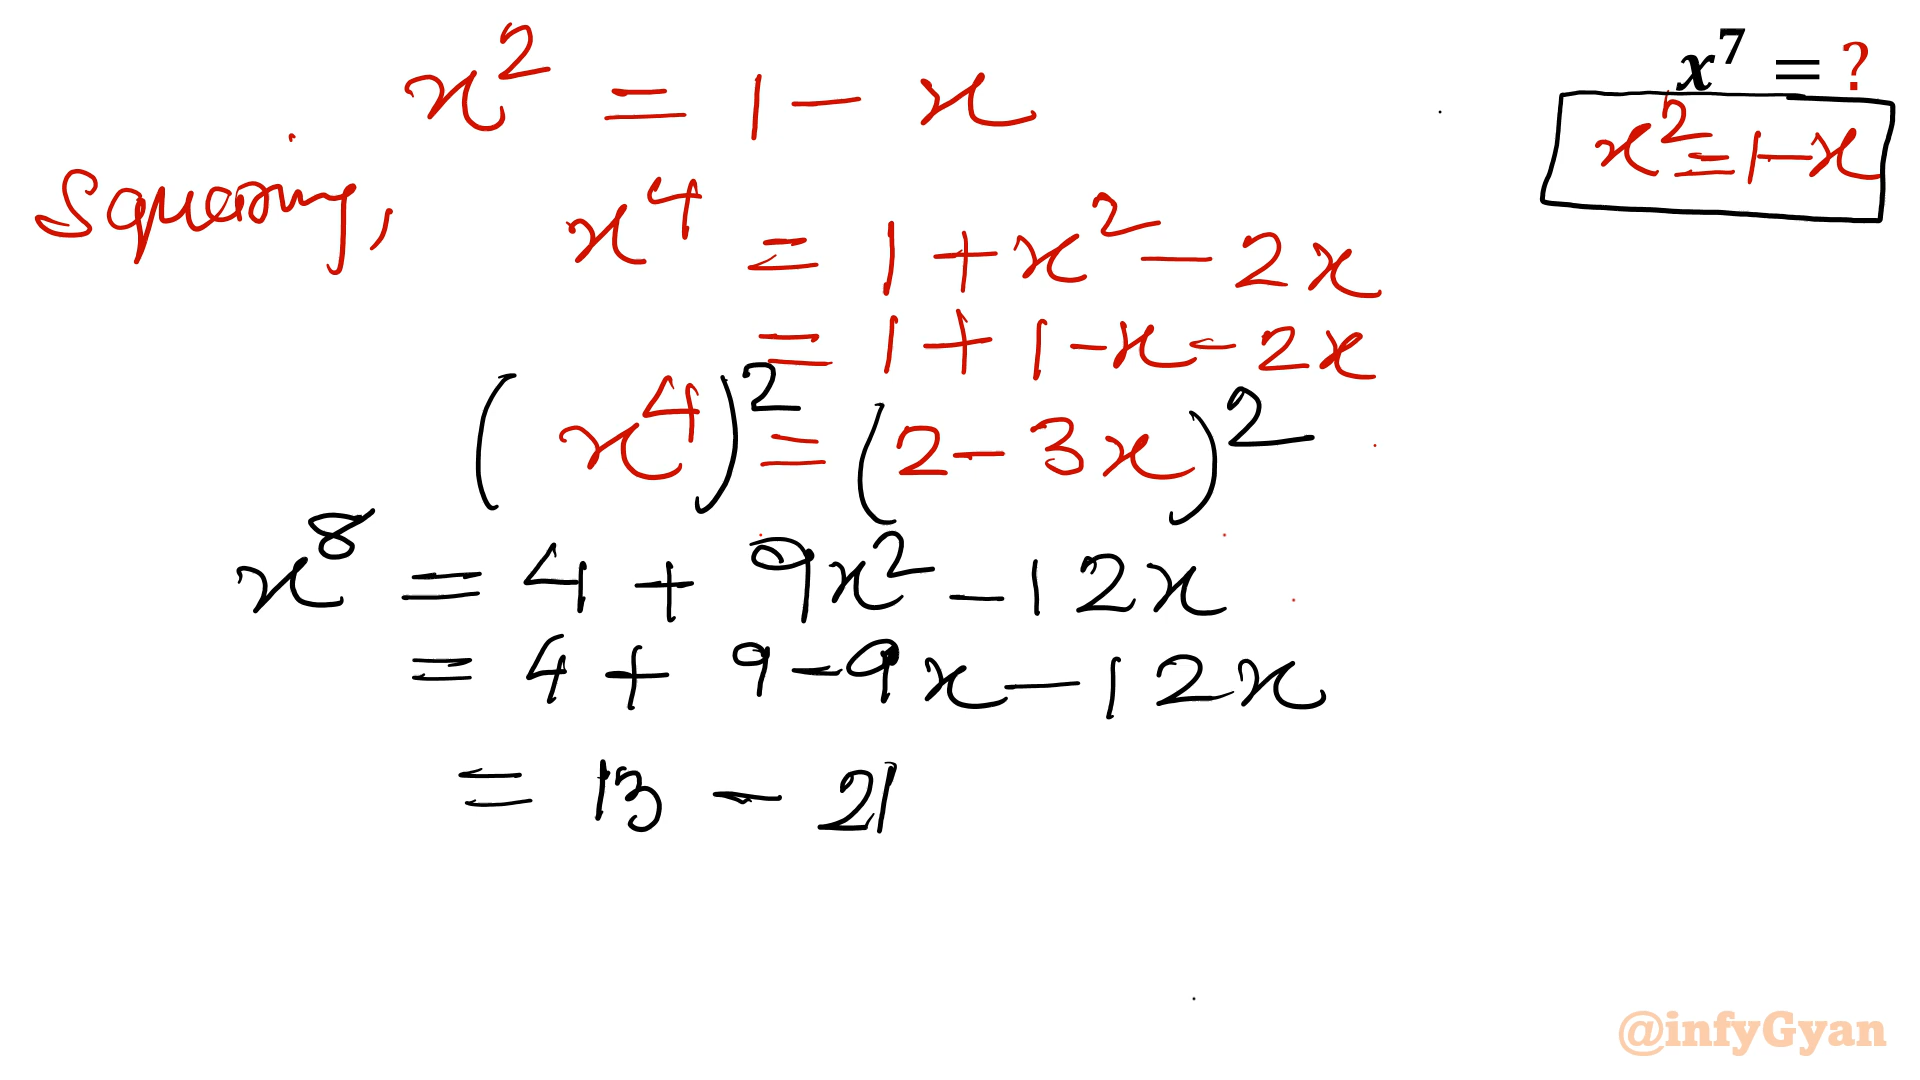 x⁷ = ?
x² = 1 - x
x² = 1 - x
Squaring, x⁴ = 1 + x² - 2x
= 1 + 1 - x - 2x
(x⁴)² = (2 - 3x)²
x⁸ = 4 + 9x² - 12x
= 4 + 9 - 9x - 12x
= 13 - 21
@infyGyan